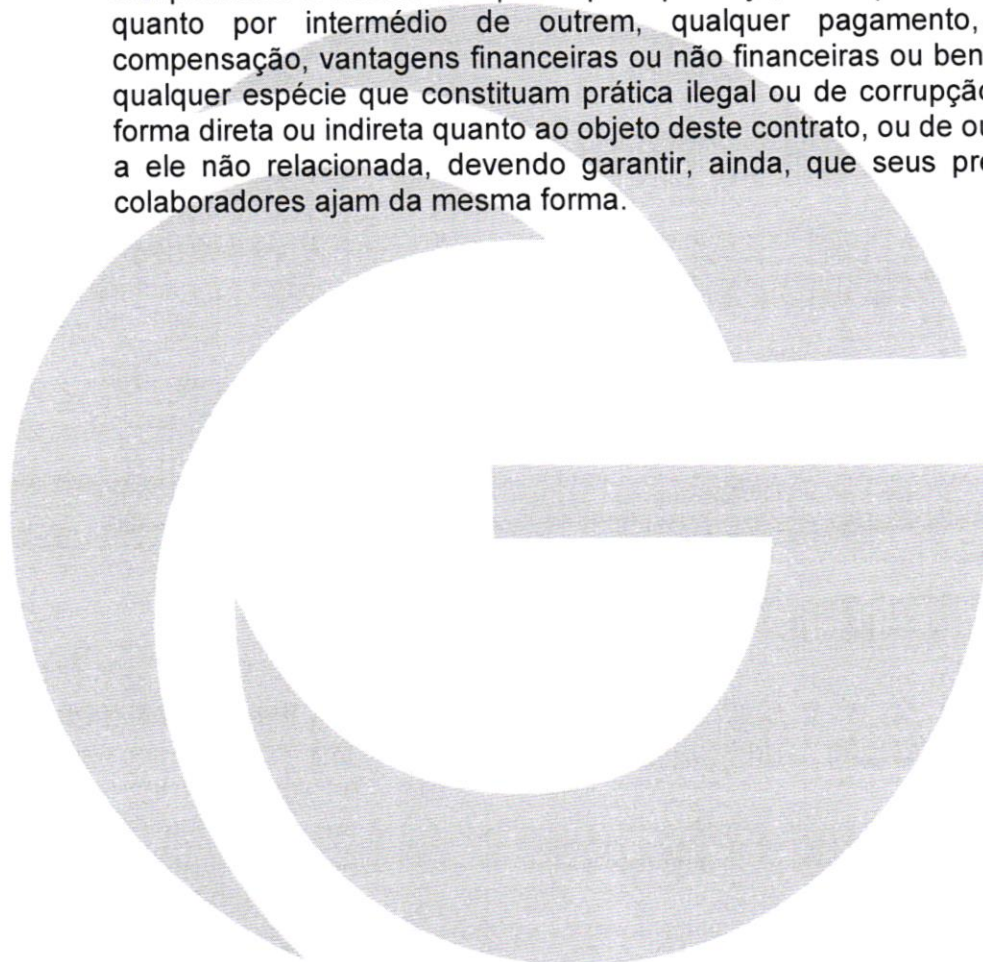 quanto por intermédio de outrem, qualquer pagamento,
compensação, vantagens financeiras ou não financeiras ou ben
qualquer espécie que constituam prática ilegal ou de corrupção
forma direta ou indireta quanto ao objeto deste contrato, ou de ou
a ele não relacionada, devendo garantir, ainda, que seus pre
colaboradores ajam da mesma forma.
G